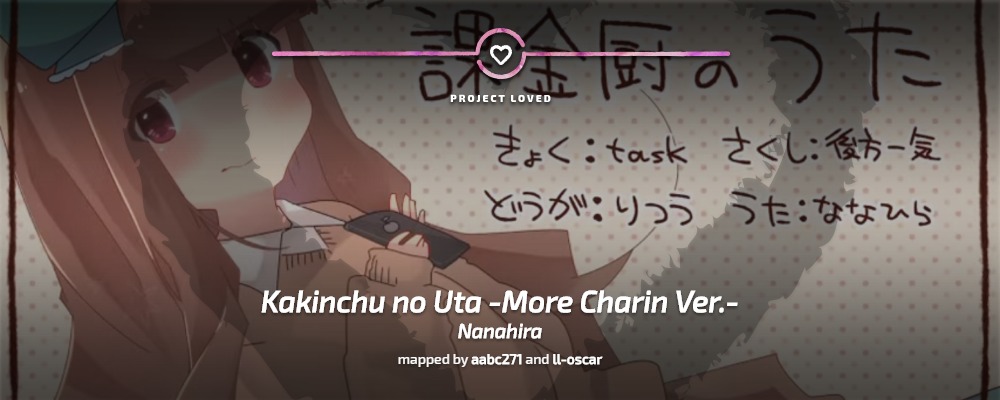 課金厨のうた
PROJECT LOVED
きょく：task さくし：後方一気
どうが：りつう うた：ななひら
Kakinchu no Uta -More Charin Ver.-
Nanahira
mapped by aabc271 and ll-oscar